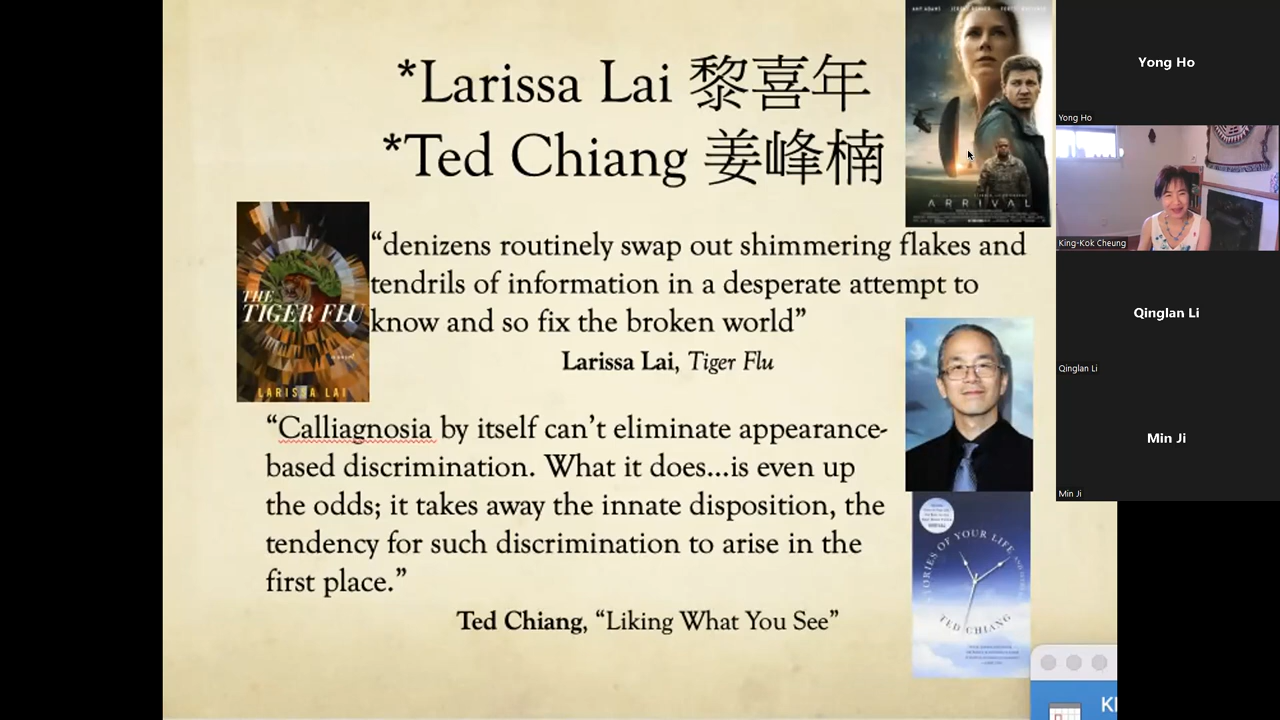 *Larissa Lai 黎喜年
*Ted Chiang 姜峰楠
ARRIVAL
THE
TIGER FLU
a novel
LARISSA LAI
“denizens routinely swap out shimmering flakes and
tendrils of information in a desperate attempt to
know and so fix the broken world”
Larissa Lai, Tiger Flu
“Calliagnosia by itself can’t eliminate appearance-
based discrimination. What it does...is even up
the odds; it takes away the innate disposition, the
tendency for such discrimination to arise in the
first place.”
Ted Chiang, “Liking What You See”
STORIES OF YOUR LIFE
TED CHIANG
Yong Ho
Yong Ho
King-Kok Cheung
Qinglan Li
Qinglan Li
Min Ji
Min Ji